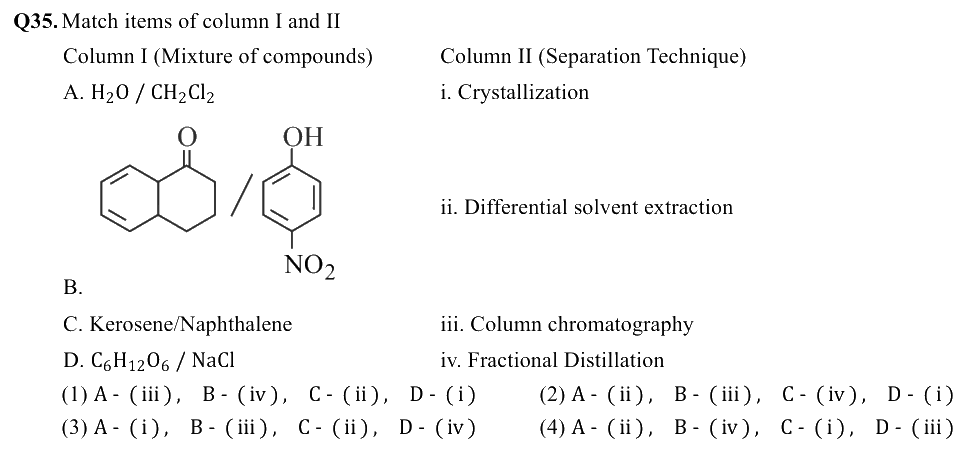 Q35. Match items of column I and II
Column I (Mixture of compounds) Column II (Separation Technique)
A. H₂O / CH₂Cl₂ i. Crystallization
O OH
/ ii. Differential solvent extraction
NO₂
B.
C. Kerosene/Naphthalene iii. Column chromatography
D. C₆H₁₂O₆ / NaCl iv. Fractional Distillation
(1) A - (iii), B - (iv), C - (ii), D - (i) (2) A - (ii), B - (iii), C - (iv), D - (i)
(3) A - (i), B - (iii), C - (ii), D - (iv) (4) A - (ii), B - (iv), C - (i), D - (iii)